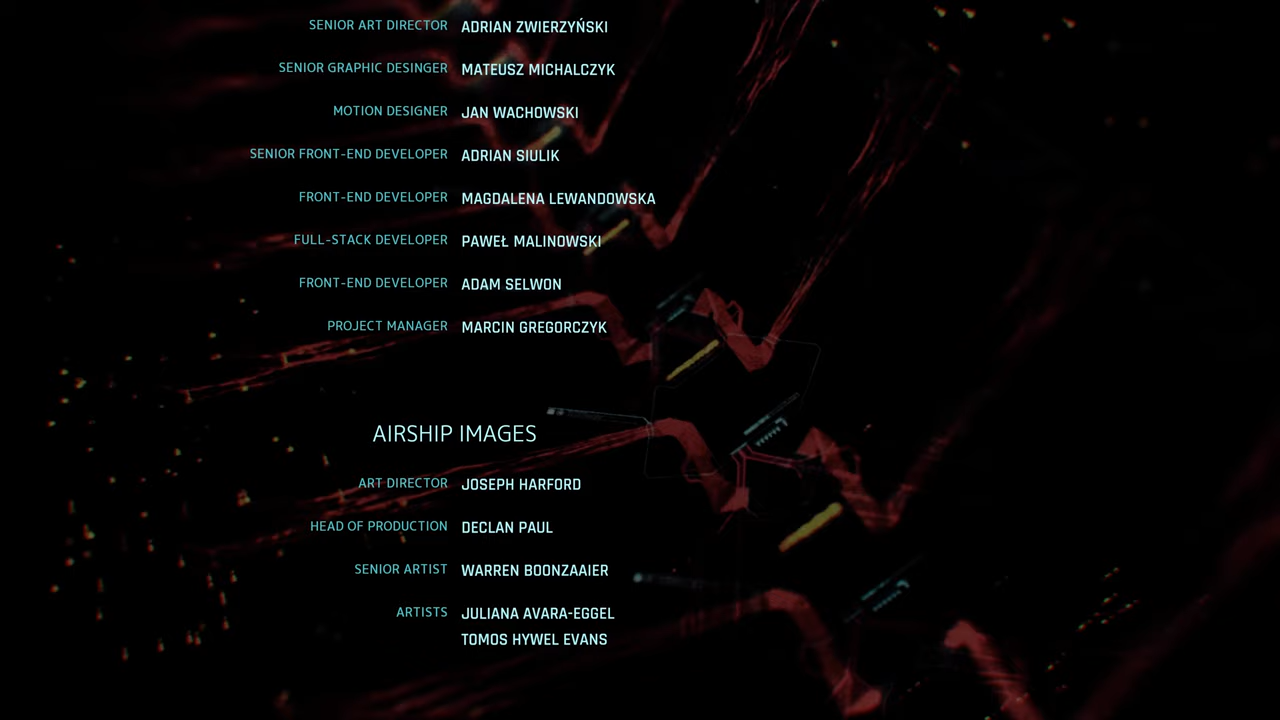 SENIOR ART DIRECTOR ADRIAN ZWIERZYŃSKI
SENIOR GRAPHIC DESINGER MATEUSZ MICHALCZYK
MOTION DESIGNER JAN WACHOWSKI
SENIOR FRONT-END DEVELOPER ADRIAN SIULIK
FRONT-END DEVELOPER MAGDALENA LEWANDOWSKA
FULL-STACK DEVELOPER PAWEŁ MALINOWSKI
FRONT-END DEVELOPER ADAM SELWON
PROJECT MANAGER MARCIN GREGORCZYK
AIRSHIP IMAGES
ART DIRECTOR JOSEPH HARFORD
HEAD OF PRODUCTION DECLAN PAUL
SENIOR ARTIST WARREN BOONZAAIER
ARTISTS JULIANA AVARA-EGGEL
TOMOS HYWEL EVANS